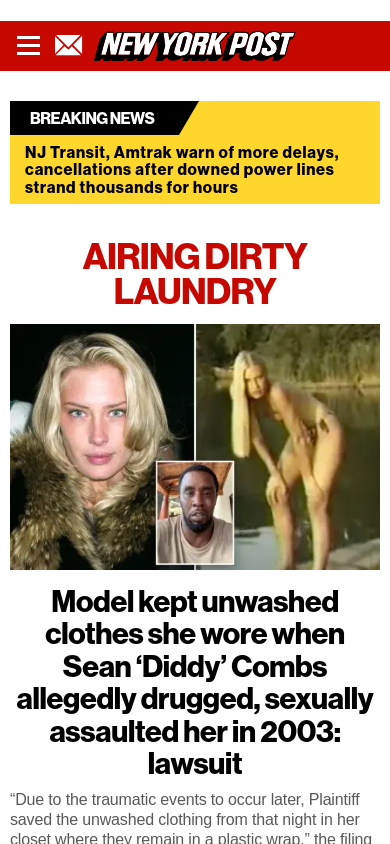 NEW YORK POST
BREAKING NEWS
NJ Transit, Amtrak warn of more delays,
cancellations after downed power lines
strand thousands for hours
AIRING DIRTY
LAUNDRY
Model kept unwashed
clothes she wore when
Sean ‘Diddy’ Combs
allegedly drugged, sexually
assaulted her in 2003:
lawsuit
“Due to the traumatic events to occur later, Plaintiff
saved the unwashed clothing from that night in her
closet where they remain in a plastic wrap,” the filing